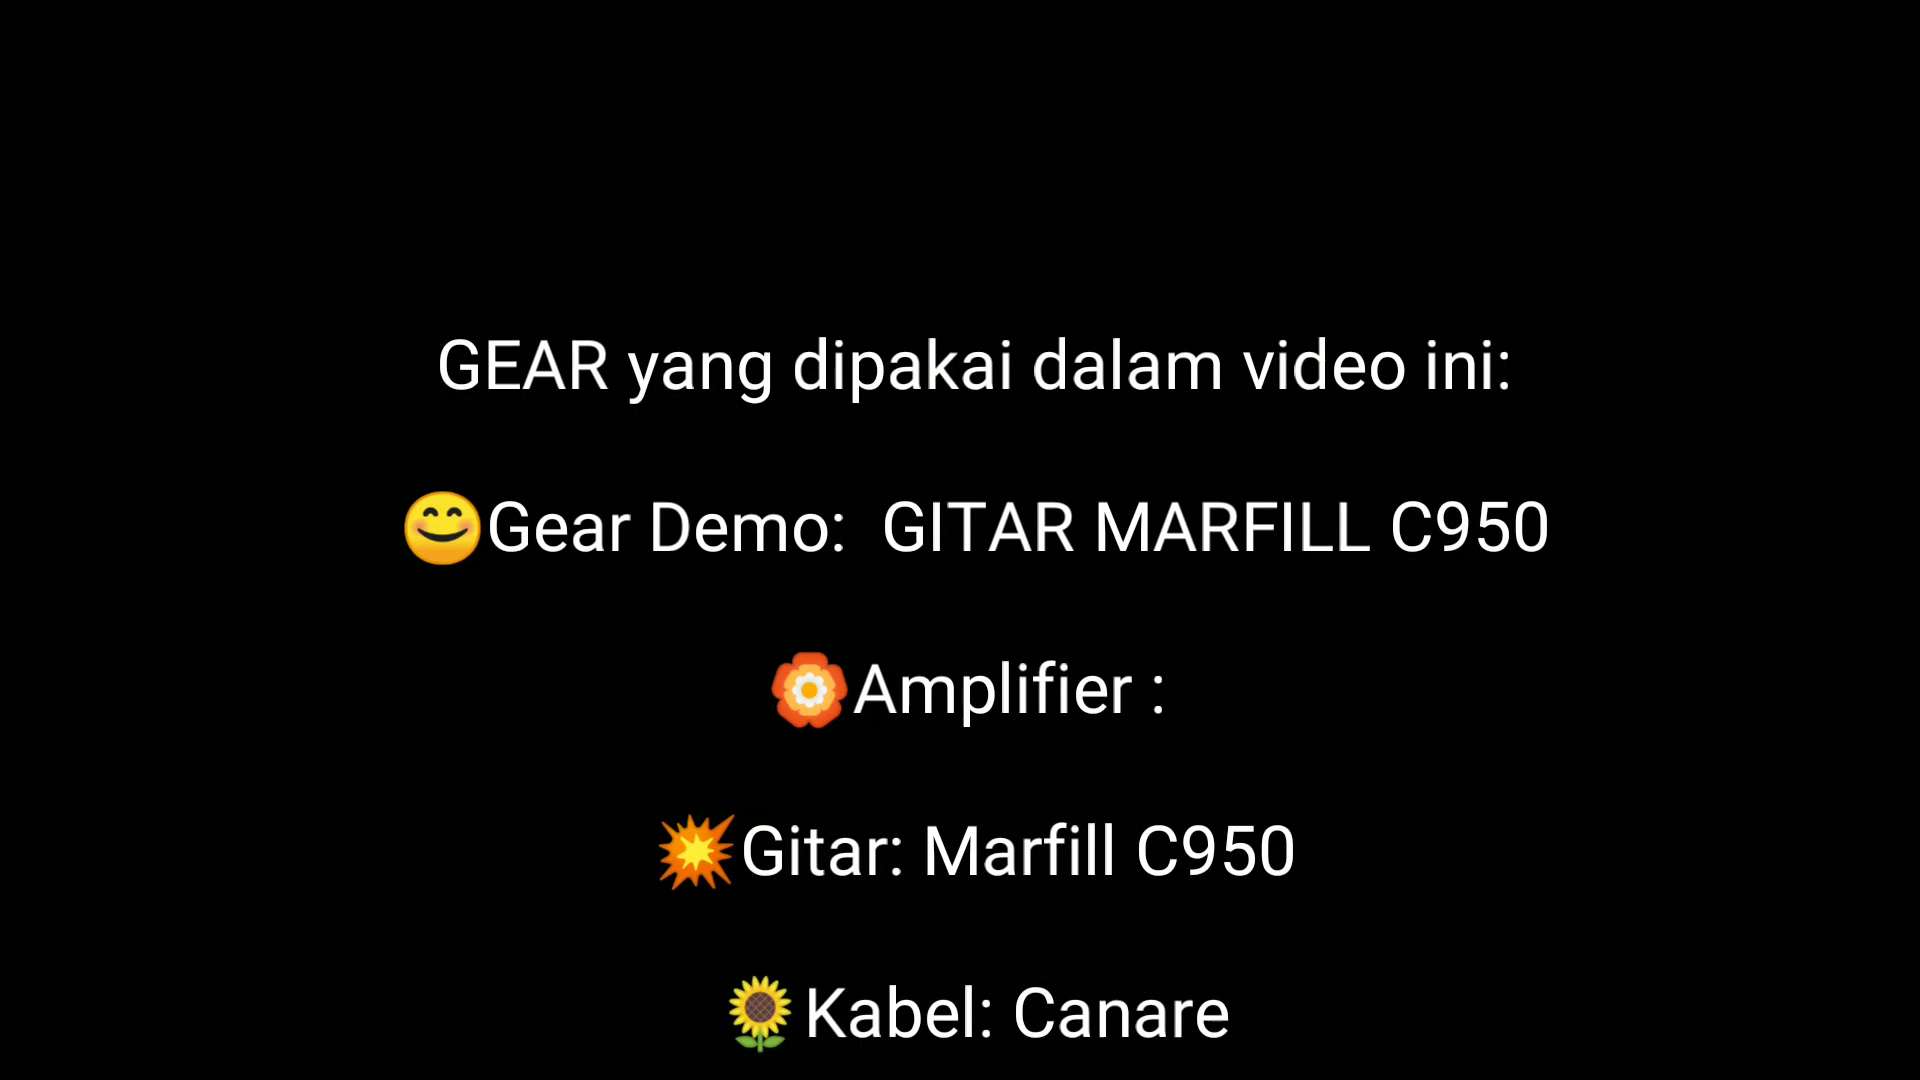 GEAR yang dipakai dalam video ini:
😊Gear Demo:  GITAR MARFILL C950
🏵️Amplifier :
💥Gitar: Marfill C950
🌻Kabel: Canare